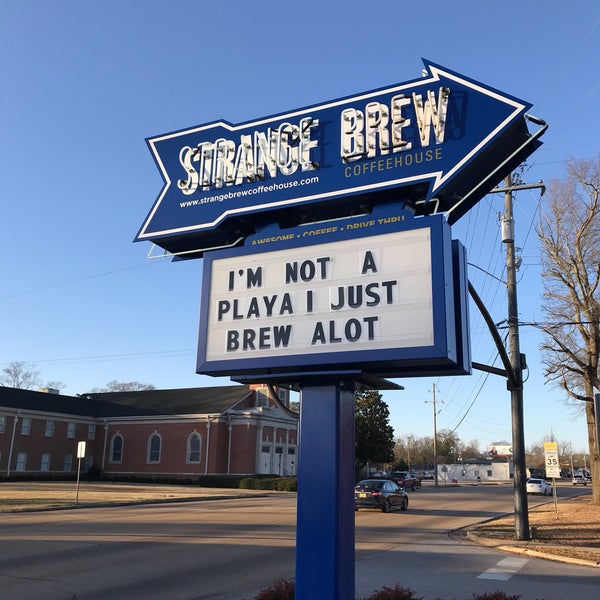 STRANGE BREW
COFFEEHOUSE
www.strangebrewcoffeehouse.com
AWESOME • COFFEE • DRIVE THRU
I'M NOT A
PLAYA I JUST
BREW ALOT
35